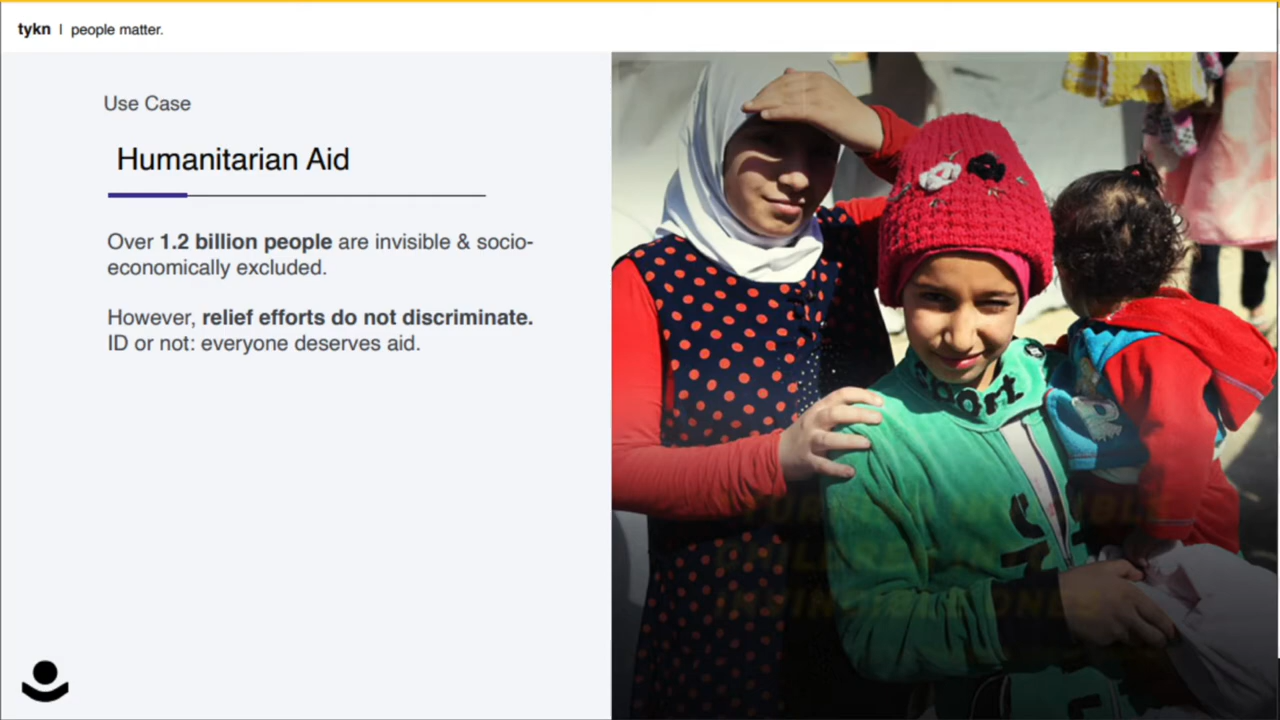 tykn | people matter.
Use Case
Humanitarian Aid
Over 1.2 billion people are invisible & socio-
economically excluded.
However, relief efforts do not discriminate.
ID or not: everyone deserves aid.
port